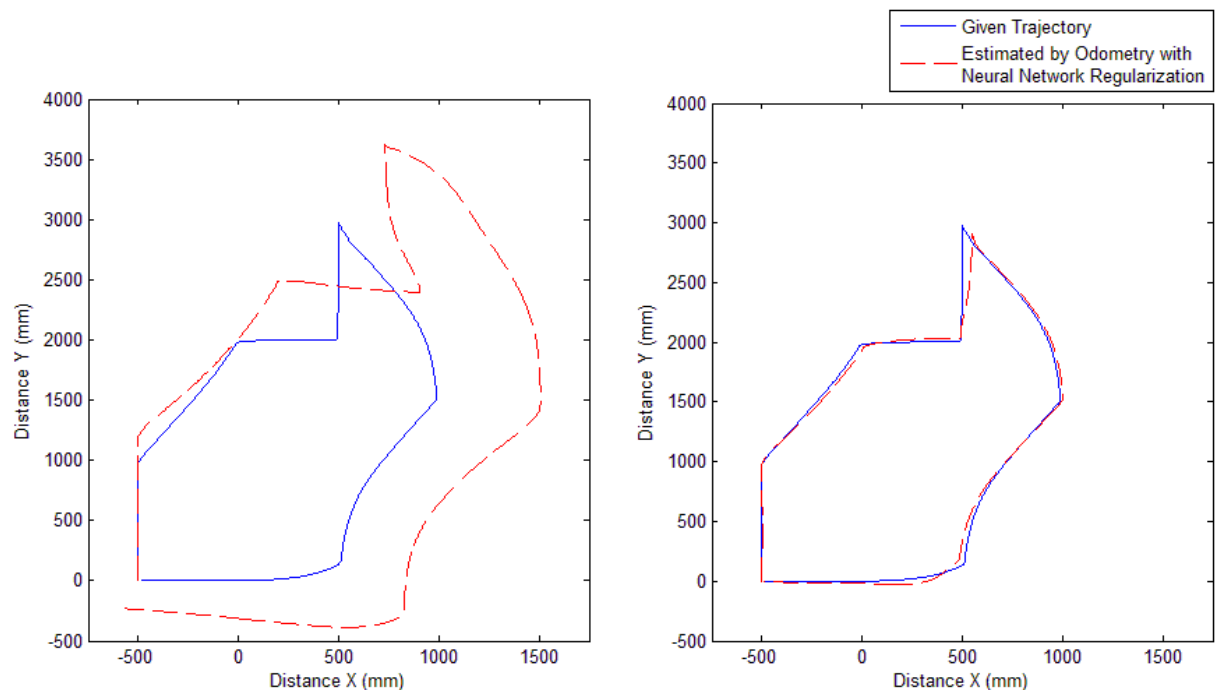 Given Trajectory
Estimated by Odometry with
Neural Network Regularization
4000
3500
3000
2500
2000
1500
1000
500
0
-500
Distance Y (mm)
-500 0 500 1000 1500
Distance X (mm)
4000
3500
3000
2500
2000
1500
1000
500
0
-500
Distance Y (mm)
-500 0 500 1000 1500
Distance X (mm)